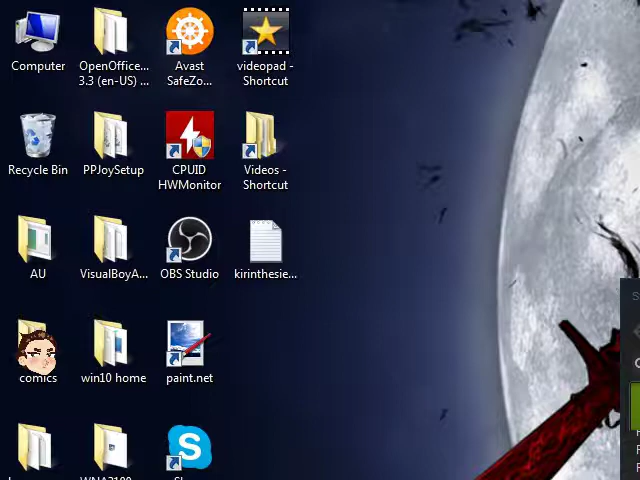 Computer
OpenOffice...
3.3 (en-US) ...
Avast
SafeZo...
videopad -
Shortcut
Recycle Bin
PPJoySetup
CPUID
HWMonitor
Videos -
Shortcut
AU
VisualBoyA...
OBS Studio
kirinthesie...
comics
win10 home
paint.net